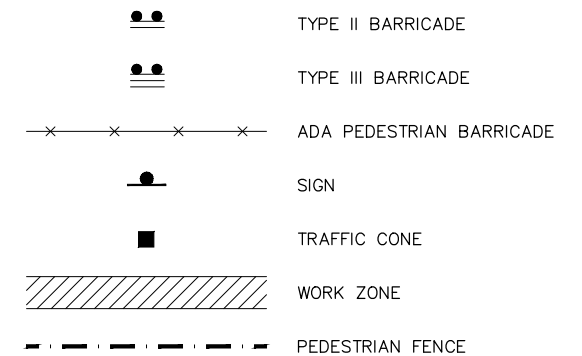 TYPE II BARRICADE
TYPE III BARRICADE
ADA PEDESTRIAN BARRICADE
SIGN
TRAFFIC CONE
WORK ZONE
PEDESTRIAN FENCE